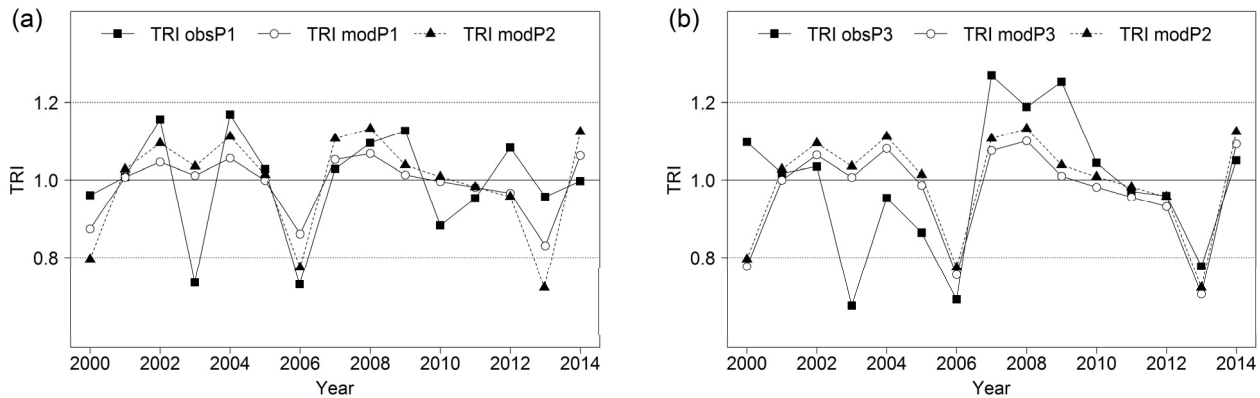 (a)
TRI obsP1 TRI modP1 TRI modP2
1.2
1.0
0.8
TRI
2000 2002 2004 2006 2008 2010 2012 2014
Year
(b)
TRI obsP3 TRI modP3 TRI modP2
1.2
1.0
0.8
TRI
2000 2002 2004 2006 2008 2010 2012 2014
Year